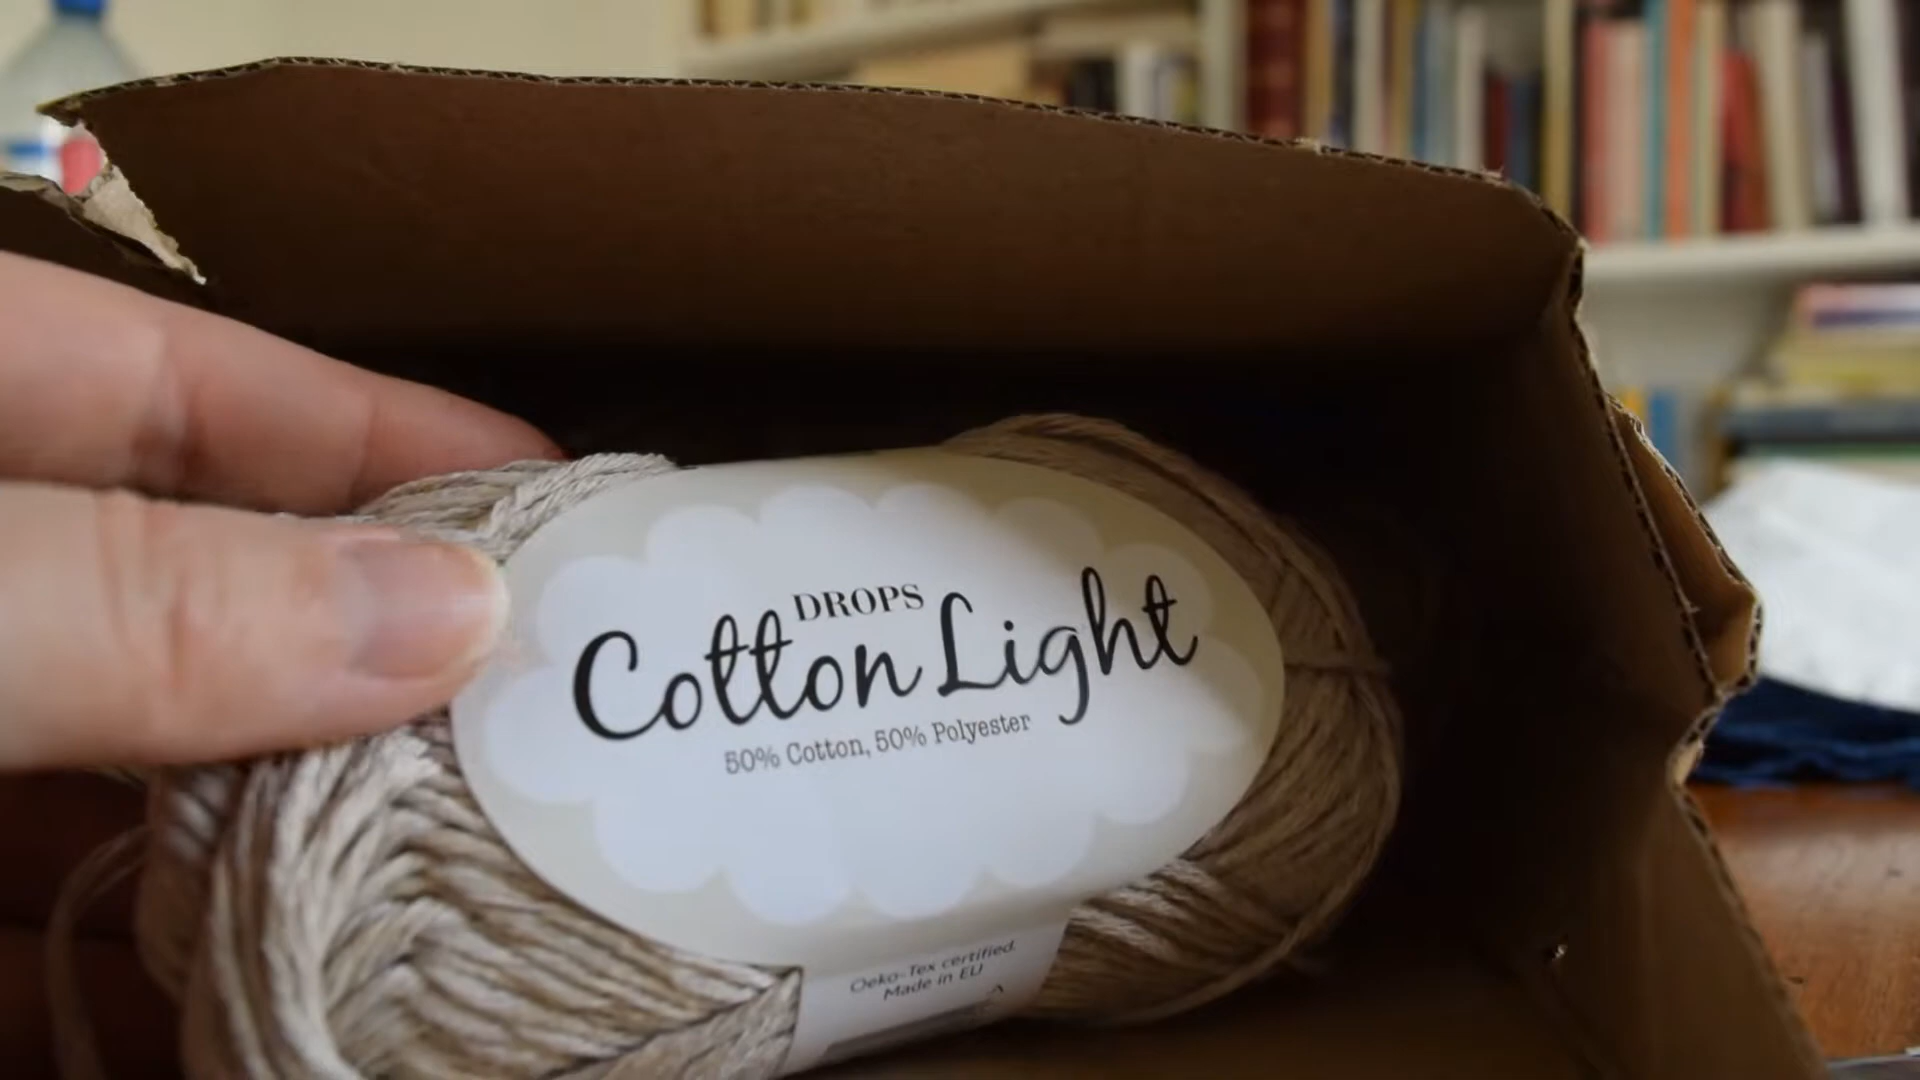 DROPS
Cotton Light
50% Cotton, 50% Polyester
Oeko-Tex certified.
Made in EU